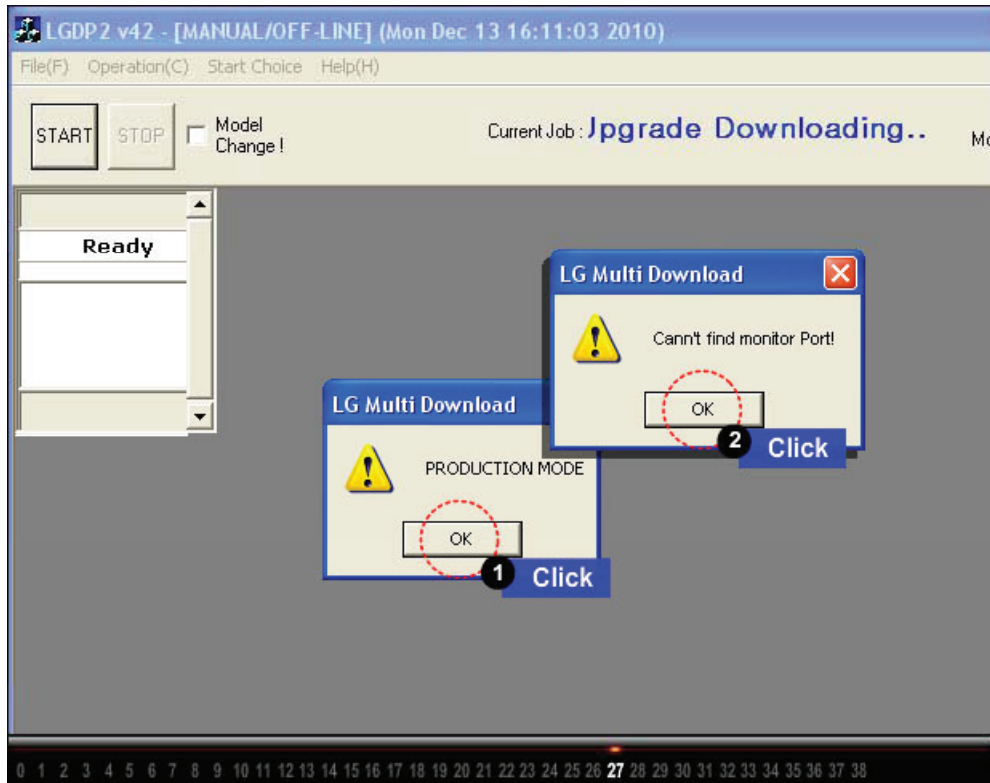 LGDP2 v42 - [MANUAL/OFF-LINE] (Mon Dec 13 16:11:03 2010)
File(F) Operation(C) Start Choice Help(H)
START STOP Model Change ! Current Job : Jpgrade Downloading.. Mo
Ready
LG Multi Download
Cann't find monitor Port!
OK
2 Click
LG Multi Download
PRODUCTION MODE
OK
1 Click
0 1 2 3 4 5 6 7 8 9 10 11 12 13 14 15 16 17 18 19 20 21 22 23 24 25 26 27 28 29 30 31 32 33 34 35 36 37 38